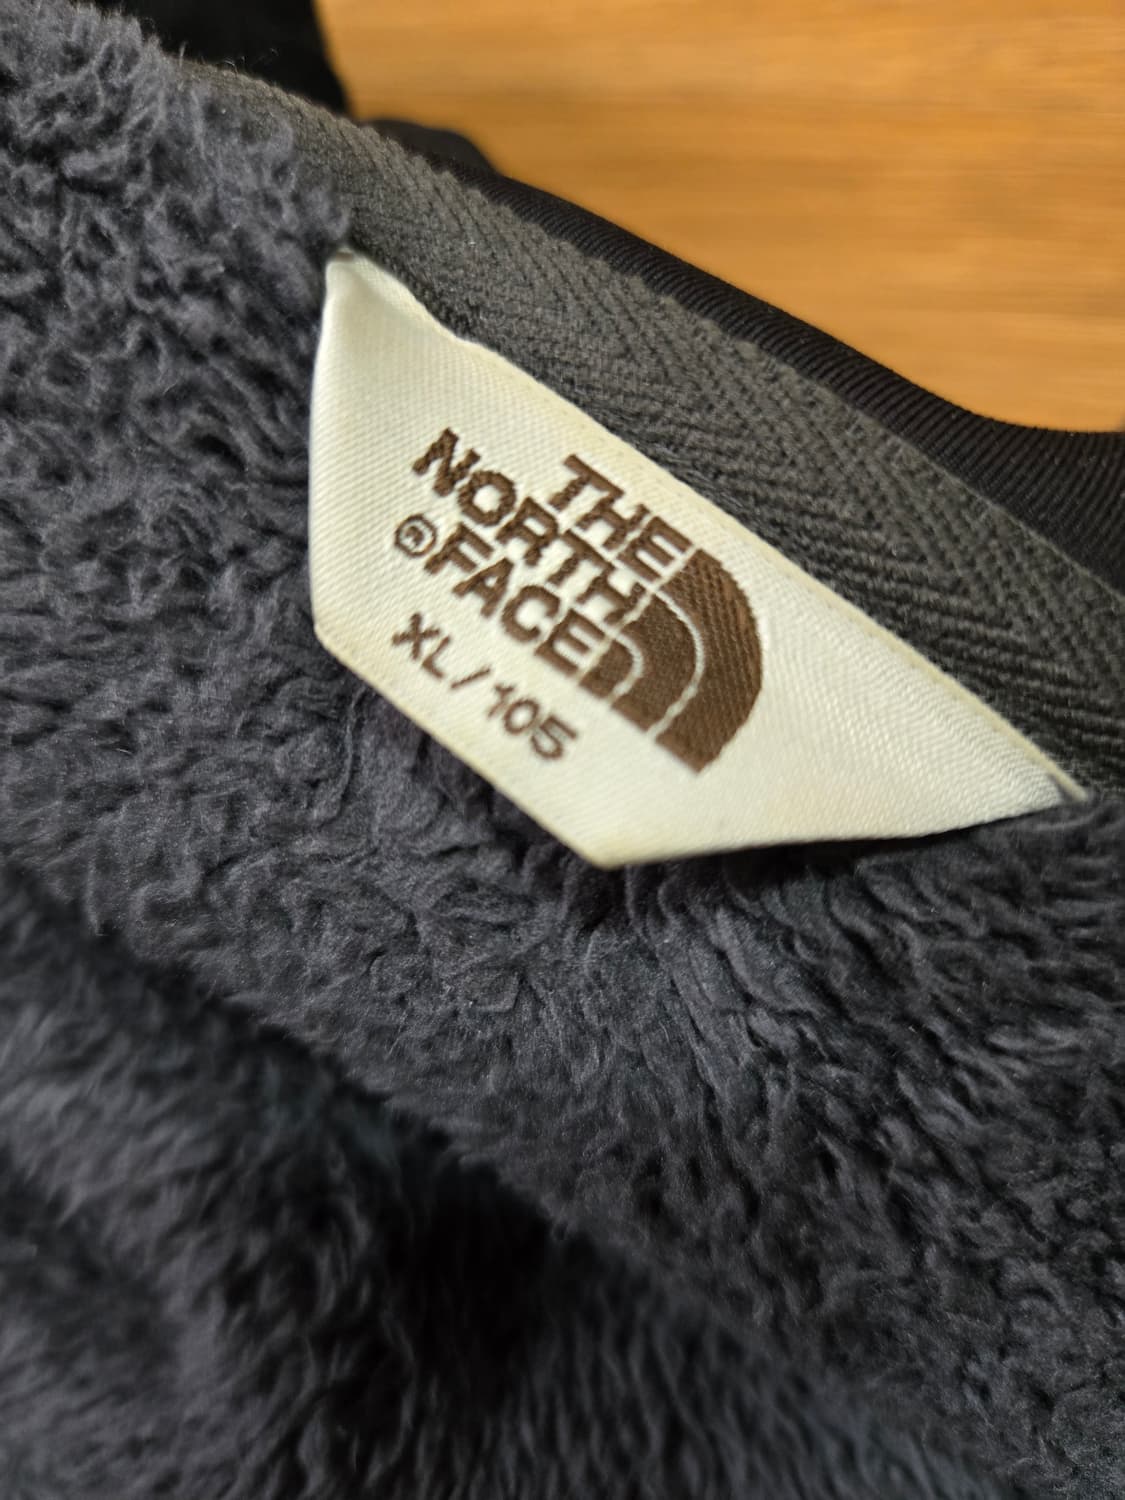 THE
NORTH
®FACE
XL/105